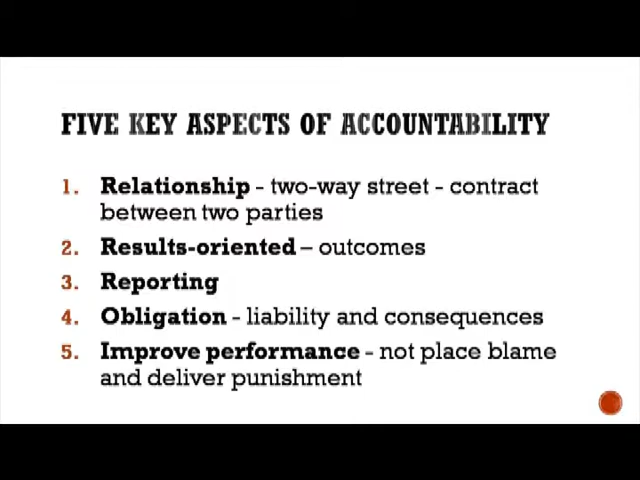 FIVE KEY ASPECTS OF ACCOUNTABILITY
1. Relationship - two-way street - contract
between two parties
2. Results-oriented – outcomes
3. Reporting
4. Obligation - liability and consequences
5. Improve performance - not place blame
and deliver punishment